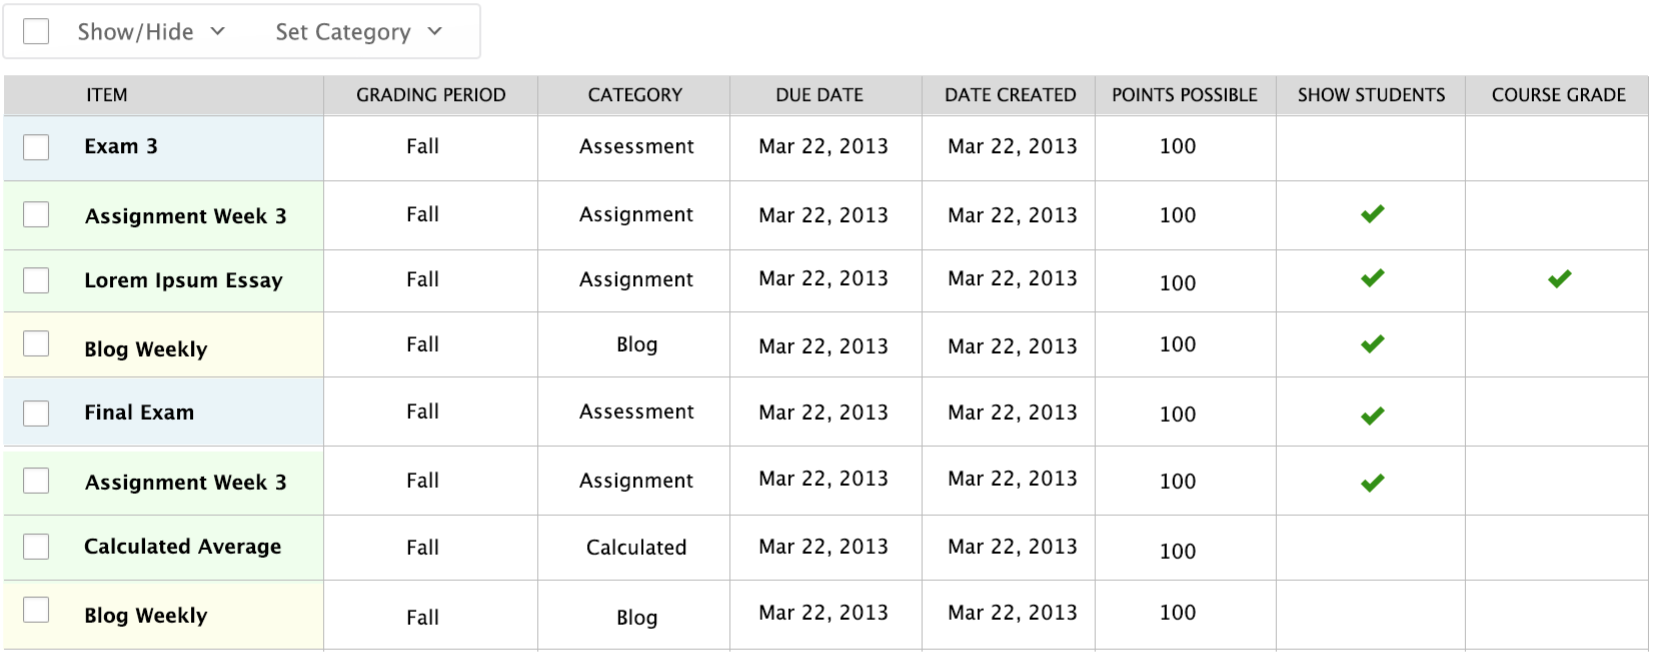 Show/Hide Set Category
ITEM GRADING PERIOD CATEGORY DUE DATE DATE CREATED POINTS POSSIBLE SHOW STUDENTS COURSE GRADE
Exam 3 Fall Assessment Mar 22, 2013 Mar 22, 2013 100
Assignment Week 3 Fall Assignment Mar 22, 2013 Mar 22, 2013 100
Lorem Ipsum Essay Fall Assignment Mar 22, 2013 Mar 22, 2013 100
Blog Weekly Fall Blog Mar 22, 2013 Mar 22, 2013 100
Final Exam Fall Assessment Mar 22, 2013 Mar 22, 2013 100
Assignment Week 3 Fall Assignment Mar 22, 2013 Mar 22, 2013 100
Calculated Average Fall Calculated Mar 22, 2013 Mar 22, 2013 100
Blog Weekly Fall Blog Mar 22, 2013 Mar 22, 2013 100